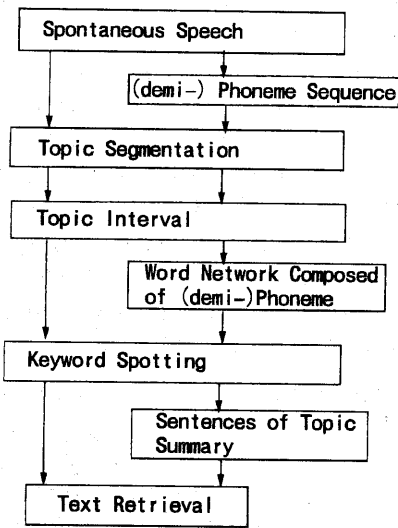 Spontaneous Speech
(demi-) Phoneme Sequence
Topic Segmentation
Topic Interval
Word Network Composed
of (demi-)Phoneme
Keyword Spotting
Sentences of Topic
Summary
Text Retrieval